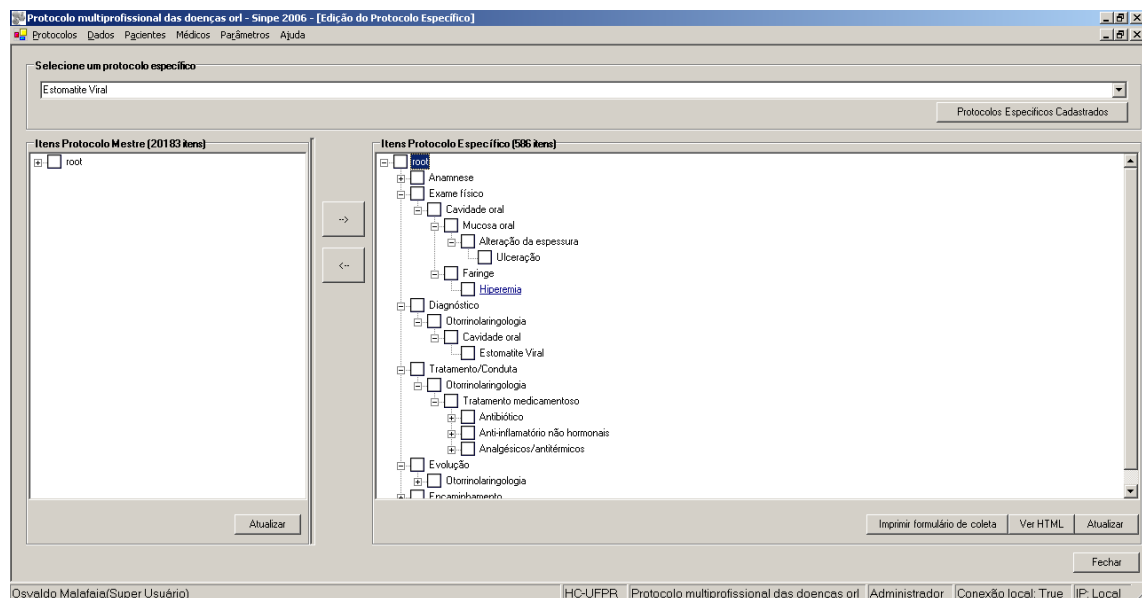 Protocolo multiprofissional das doenças orl - Sinpe 2006 - [Edição do Protocolo Específico]
Protocolos Dados Pacientes Médicos Parâmetros Ajuda
Selecione um protocolo específico
Estomatite Viral
Protocolos Específicos Cadastrados
Itens Protocolo Mestre (20183 itens)
root
Atualizar
-->
<--
Itens Protocolo Específico (586 itens)
root
Anamnese
Exame físico
Cavidade oral
Mucosa oral
Alteração da espessura
Ulceração
Faringe
Hiperemia
Diagnóstico
Otorrinolaringologia
Cavidade oral
Estomatite Viral
Tratamento/Conduta
Otorrinolaringologia
Tratamento medicamentoso
Antibiótico
Anti-inflamatório não hormonais
Analgésicos/antitérmicos
Evolução
Otorrinolaringologia
Encaminhamento
Imprimir formulário de coleta Ver HTML Atualizar
Fechar
Osvaldo Malafaia(Super Usuário) HC-UFPR Protocolo multiprofissional das doenças orl Administrador Conexão local: True IP: Local